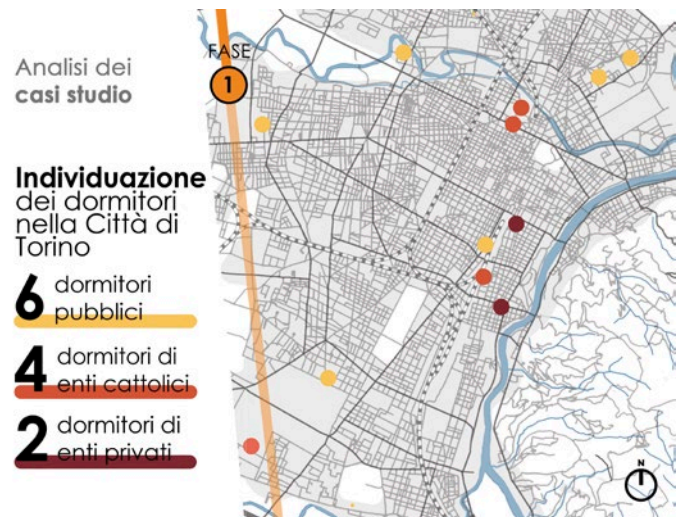 Analisi dei
casi studio
FASE
1
Individuazione
dei dormitori
nella Città di
Torino
6 dormitori
pubblici
4 dormitori di
enti cattolici
2 dormitori di
enti privati
N